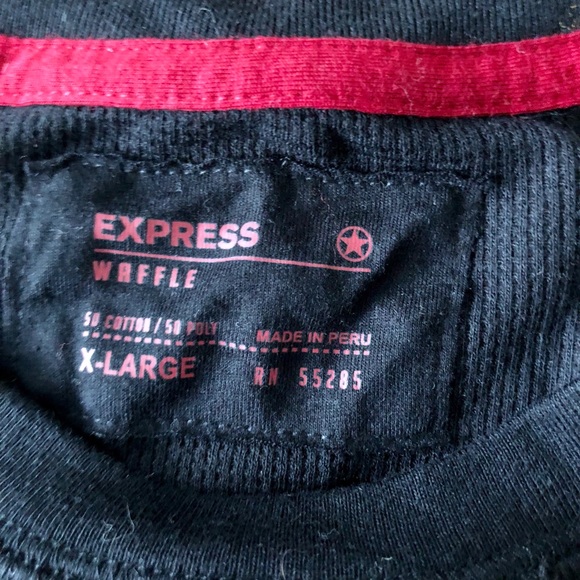 EXPRESS
WAFFLE
50 COTTON / 50 POLY MADE IN PERU
X-LARGE RN 55285